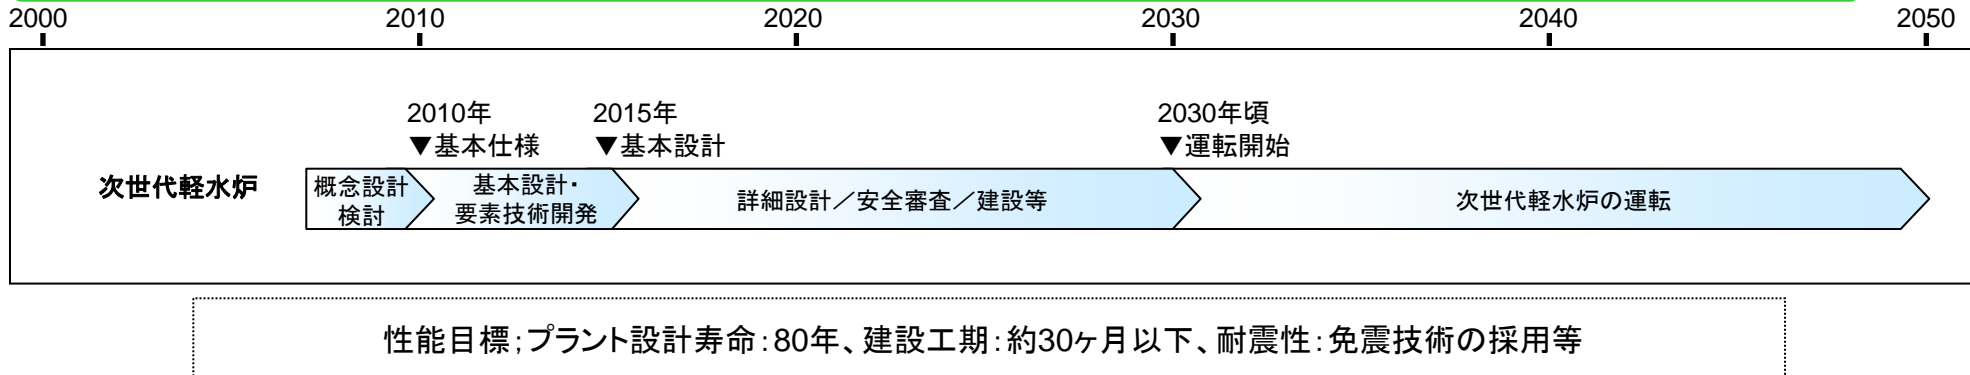 2000 2010 2020 2030 2040 2050
2010年 2015年 2030年頃
▼基本仕様 ▼基本設計 ▼運転開始
次世代軽水炉
概念設計
検討
基本設計・
要素技術開発
詳細設計／安全審査／建設等
次世代軽水炉の運転
性能目標；プラント設計寿命：80年、建設工期：約30ヶ月以下、耐震性：免震技術の採用等